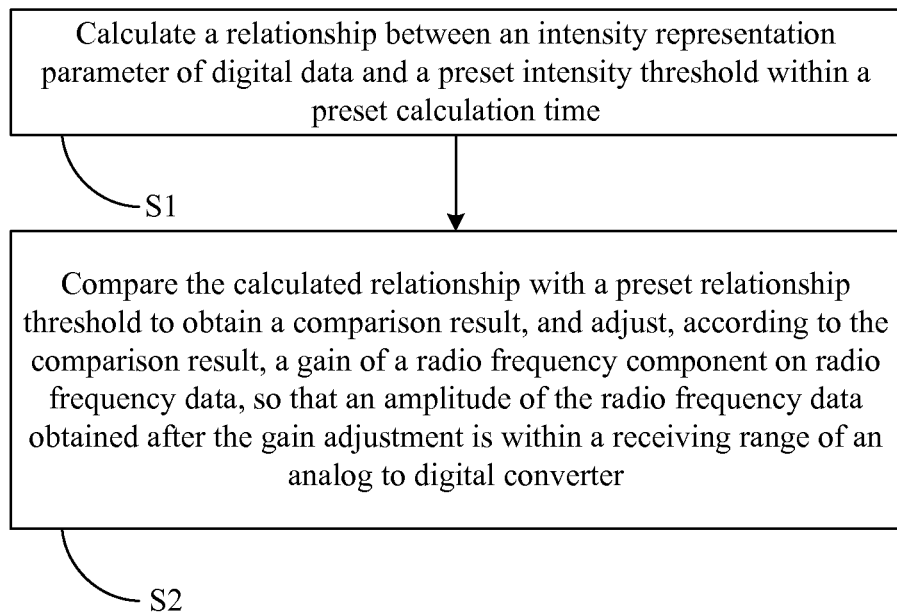 Calculate a relationship between an intensity representation
parameter of digital data and a preset intensity threshold within a
preset calculation time
S1
Compare the calculated relationship with a preset relationship
threshold to obtain a comparison result, and adjust, according to the
comparison result, a gain of a radio frequency component on radio
frequency data, so that an amplitude of the radio frequency data
obtained after the gain adjustment is within a receiving range of an
analog to digital converter
S2